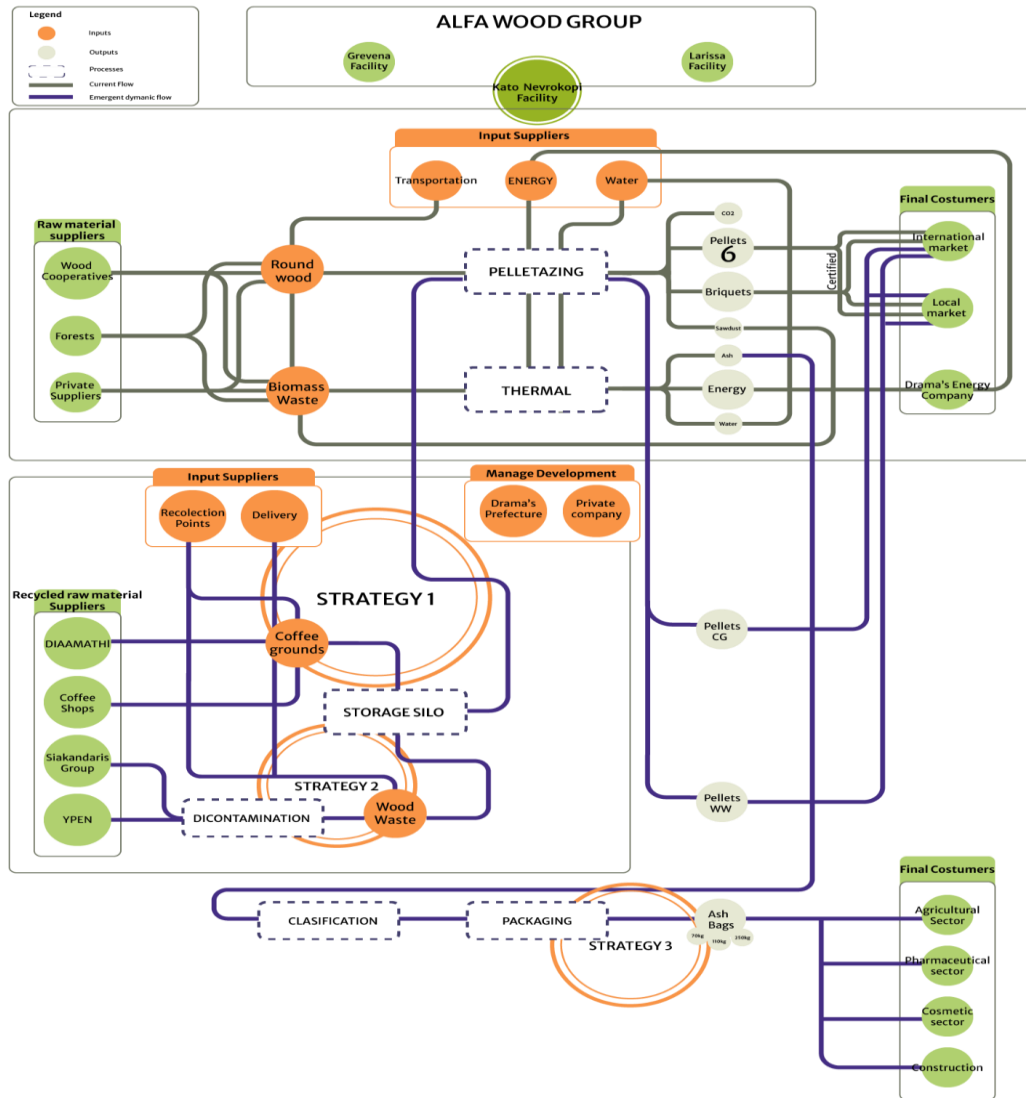 Legend
Inputs
Outputs
Processes
Current Flow
Emergent dymanic flow
ALFA WOOD GROUP
Grevena
Facility
Larissa
Facility
Kato Nevrokopi
Facility
Input Suppliers
Transportation
ENERGY
Water
Raw material
suppliers
Wood
Cooperatives
Forests
Private
Suppliers
Round
wood
Biomass
Waste
PELLETAZING
THERMAL
CO2
Pellets
6
Briquets
Sawdust
Ash
Energy
Water
Certified
Final Costumers
International
market
Local
market
Drama's Energy
Company
Input Suppliers
Recolection
Points
Delivery
Manage Development
Drama's
Prefecture
Private
company
STRATEGY 1
Recycled raw material
Suppliers
DIAAMATHI
Coffee
Shops
Siakandaris
Group
YPEN
Coffee
grounds
STORAGE SILO
STRATEGY 2
Wood
Waste
DICONTAMINATION
Pellets
CG
Pellets
WW
CLASIFICATION
PACKAGING
STRATEGY 3
Ash
Bags
70kg
110kg
250kg
Final Costumers
Agricultural
Sector
Pharmaceutical
sector
Cosmetic
sector
Construction